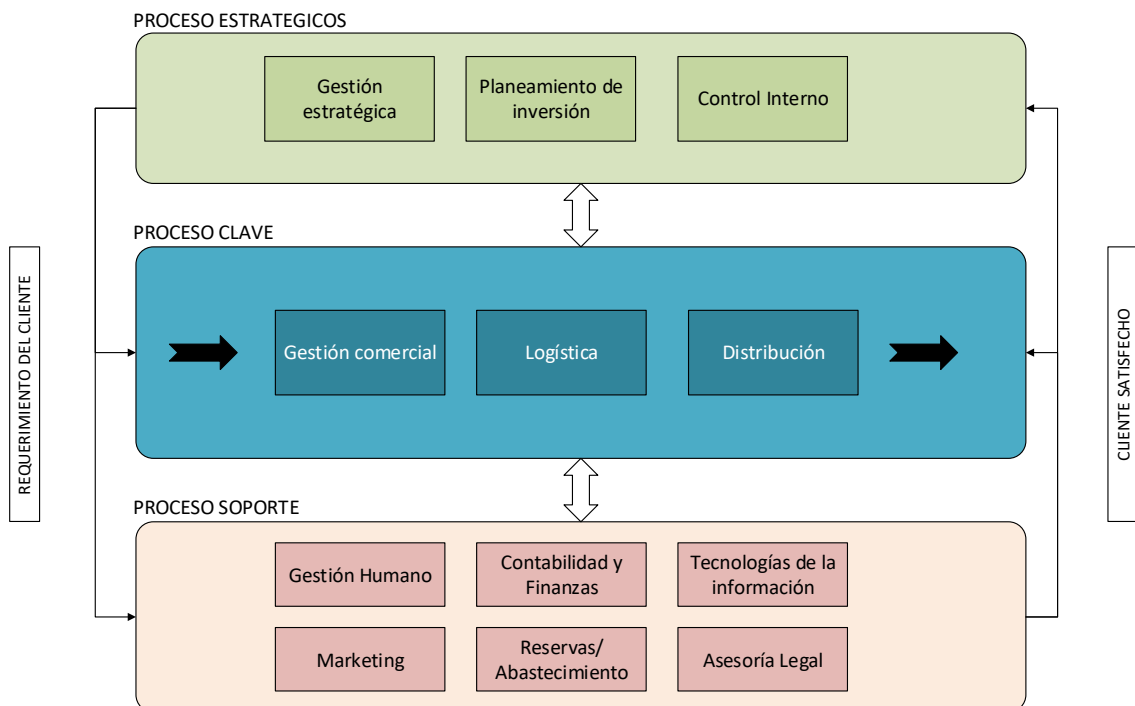 PROCESO ESTRATEGICOS
Gestión
estratégica
Planeamiento de
inversión
Control Interno
PROCESO CLAVE
REQUERIMIENTO DEL CLIENTE
Gestión comercial
Logística
Distribución
CLIENTE SATISFECHO
PROCESO SOPORTE
Gestión Humano
Contabilidad y
Finanzas
Tecnologías de la
información
Marketing
Reservas/
Abastecimiento
Asesoría Legal